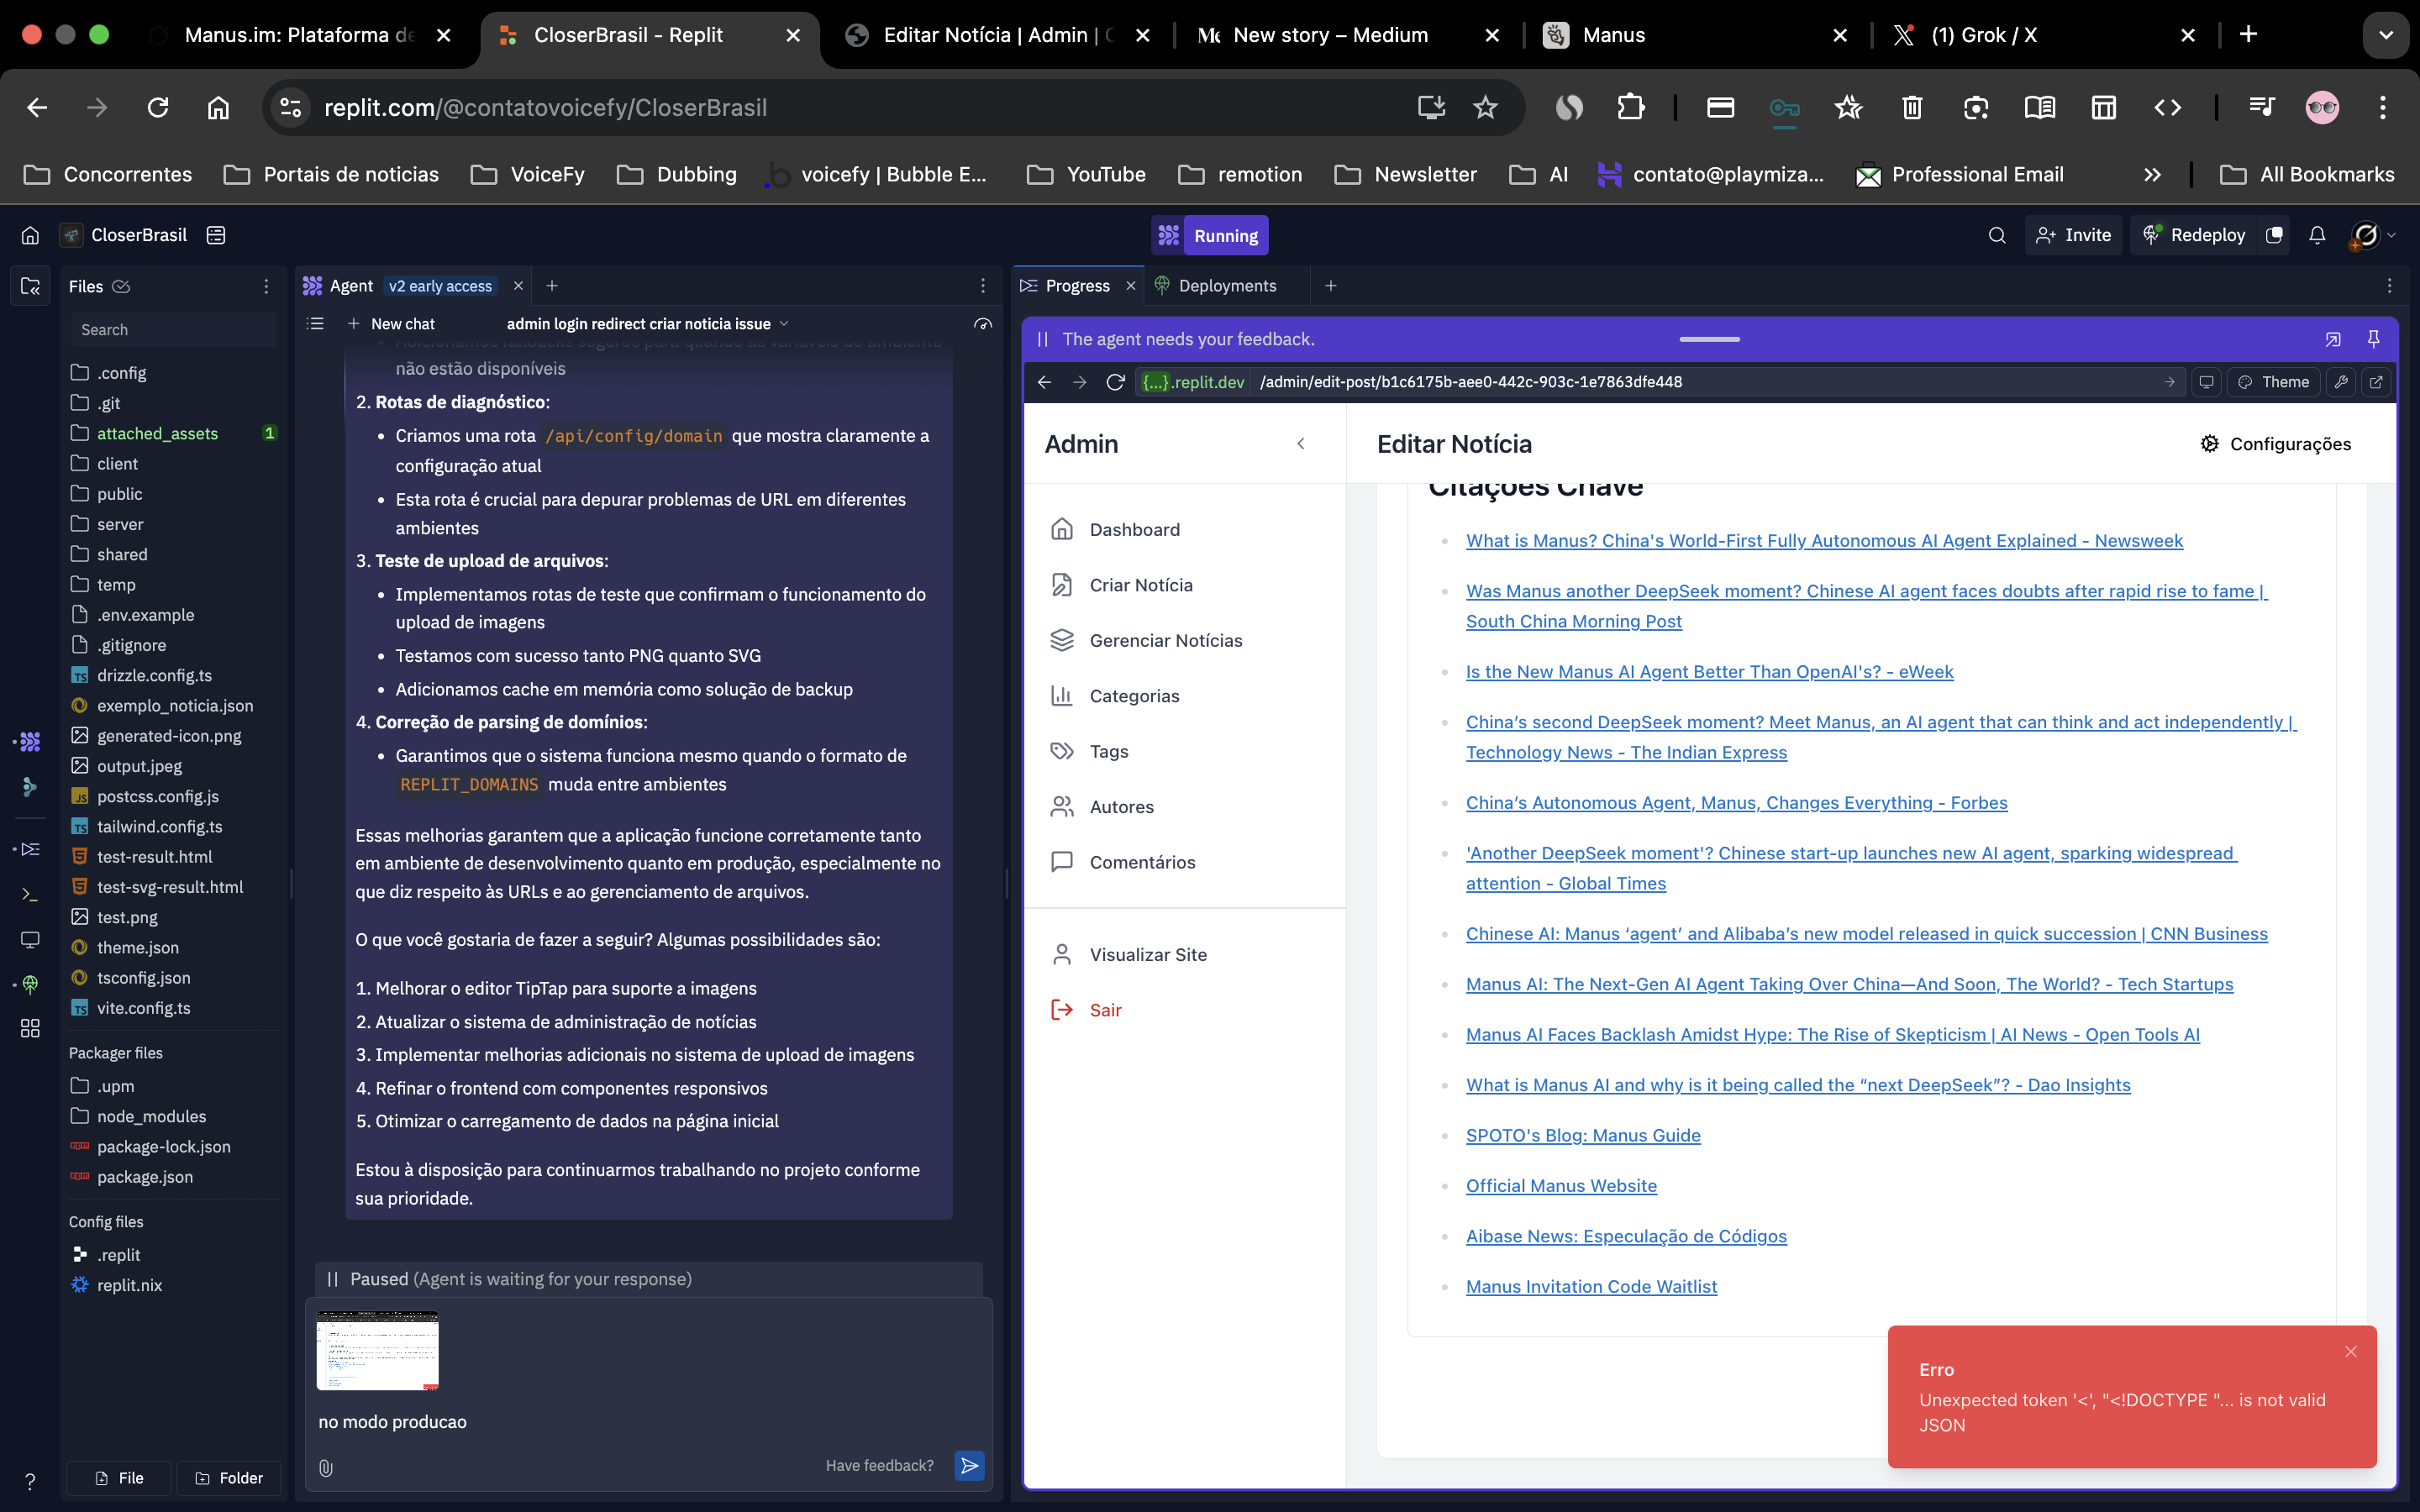 Manus.im: Plataforma de
CloserBrasil - Replit
Editar Notícia | Admin |
New story – Medium
Manus
(1) Grok / X
replit.com/@contatovoicefy/CloserBrasil
Concorrentes
Portais de noticias
VoiceFy
Dubbing
voicefy | Bubble E...
YouTube
remotion
Newsletter
AI
contato@playmiza...
Professional Email
All Bookmarks
CloserBrasil
Running
Invite
Redeploy
Files
Search
.config
.git
attached_assets 1
client
public
server
shared
temp
.env.example
.gitignore
drizzle.config.ts
exemplo_noticia.json
generated-icon.png
output.jpeg
postcss.config.js
tailwind.config.ts
test-result.html
test-svg-result.html
test.png
theme.json
tsconfig.json
vite.config.ts
Packager files
.upm
node_modules
package-lock.json
package.json
Config files
.replit
replit.nix
File
Folder
Agent v2 early access
New chat
admin login redirect criar noticia issue
Adicionamos fallbacks seguros para quando as variáveis de ambiente
não estão disponíveis
2. Rotas de diagnóstico:
Criamos uma rota /api/config/domain que mostra claramente a
configuração atual
Esta rota é crucial para depurar problemas de URL em diferentes
ambientes
3. Teste de upload de arquivos:
Implementamos rotas de teste que confirmam o funcionamento do
upload de imagens
Testamos com sucesso tanto PNG quanto SVG
Adicionamos cache em memória como solução de backup
4. Correção de parsing de domínios:
Garantimos que o sistema funciona mesmo quando o formato de
REPLIT_DOMAINS muda entre ambientes
Essas melhorias garantem que a aplicação funcione corretamente tanto
em ambiente de desenvolvimento quanto em produção, especialmente no
que diz respeito às URLs e ao gerenciamento de arquivos.
O que você gostaria de fazer a seguir? Algumas possibilidades são:
1. Melhorar o editor TipTap para suporte a imagens
2. Atualizar o sistema de administração de notícias
3. Implementar melhorias adicionais no sistema de upload de imagens
4. Refinar o frontend com componentes responsivos
5. Otimizar o carregamento de dados na página inicial
Estou à disposição para continuarmos trabalhando no projeto conforme
sua prioridade.
Paused (Agent is waiting for your response)
no modo producao
Have feedback?
Progress
Deployments
The agent needs your feedback.
{...}.replit.dev /admin/edit-post/b1c6175b-aee0-442c-903c-1e7863dfe448
Theme
Admin
Dashboard
Criar Notícia
Gerenciar Notícias
Categorias
Tags
Autores
Comentários
Visualizar Site
Sair
Editar Notícia
Configurações
Citações Chave
What is Manus? China's World-First Fully Autonomous AI Agent Explained - Newsweek
Was Manus another DeepSeek moment? Chinese AI agent faces doubts after rapid rise to fame |
South China Morning Post
Is the New Manus AI Agent Better Than OpenAI's? - eWeek
China’s second DeepSeek moment? Meet Manus, an AI agent that can think and act independently |
Technology News - The Indian Express
China’s Autonomous Agent, Manus, Changes Everything - Forbes
'Another DeepSeek moment'? Chinese start-up launches new AI agent, sparking widespread
attention - Global Times
Chinese AI: Manus ‘agent’ and Alibaba’s new model released in quick succession | CNN Business
Manus AI: The Next-Gen AI Agent Taking Over China—And Soon, The World? - Tech Startups
Manus AI Faces Backlash Amidst Hype: The Rise of Skepticism | AI News - Open Tools AI
What is Manus AI and why is it being called the “next DeepSeek”? - Dao Insights
SPOTO's Blog: Manus Guide
Official Manus Website
Aibase News: Especulação de Códigos
Manus Invitation Code Waitlist
Erro
Unexpected token '<', "<!DOCTYPE "... is not valid
JSON